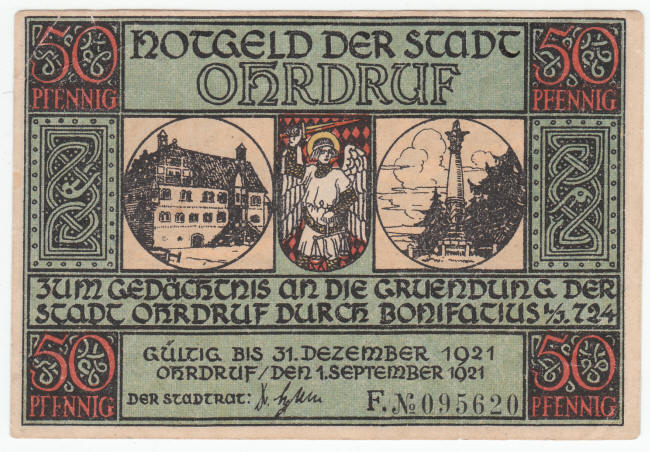 50 PFENNIG
NOTGELD DER STADT
OHRDRUF
50 PFENNIG
ZUM GEDÄCHTNIS AN DIE GRUENDUNG DER
STADT OHRDRUF DURCH BONIFATIUS 724
50 PFENNIG
GÜLTIG BIS 31. DEZEMBER 1921
OHRDRUF / DEN 1. SEPTEMBER 1921
DER STADTRAT:
F. № 095620
50 PFENNIG